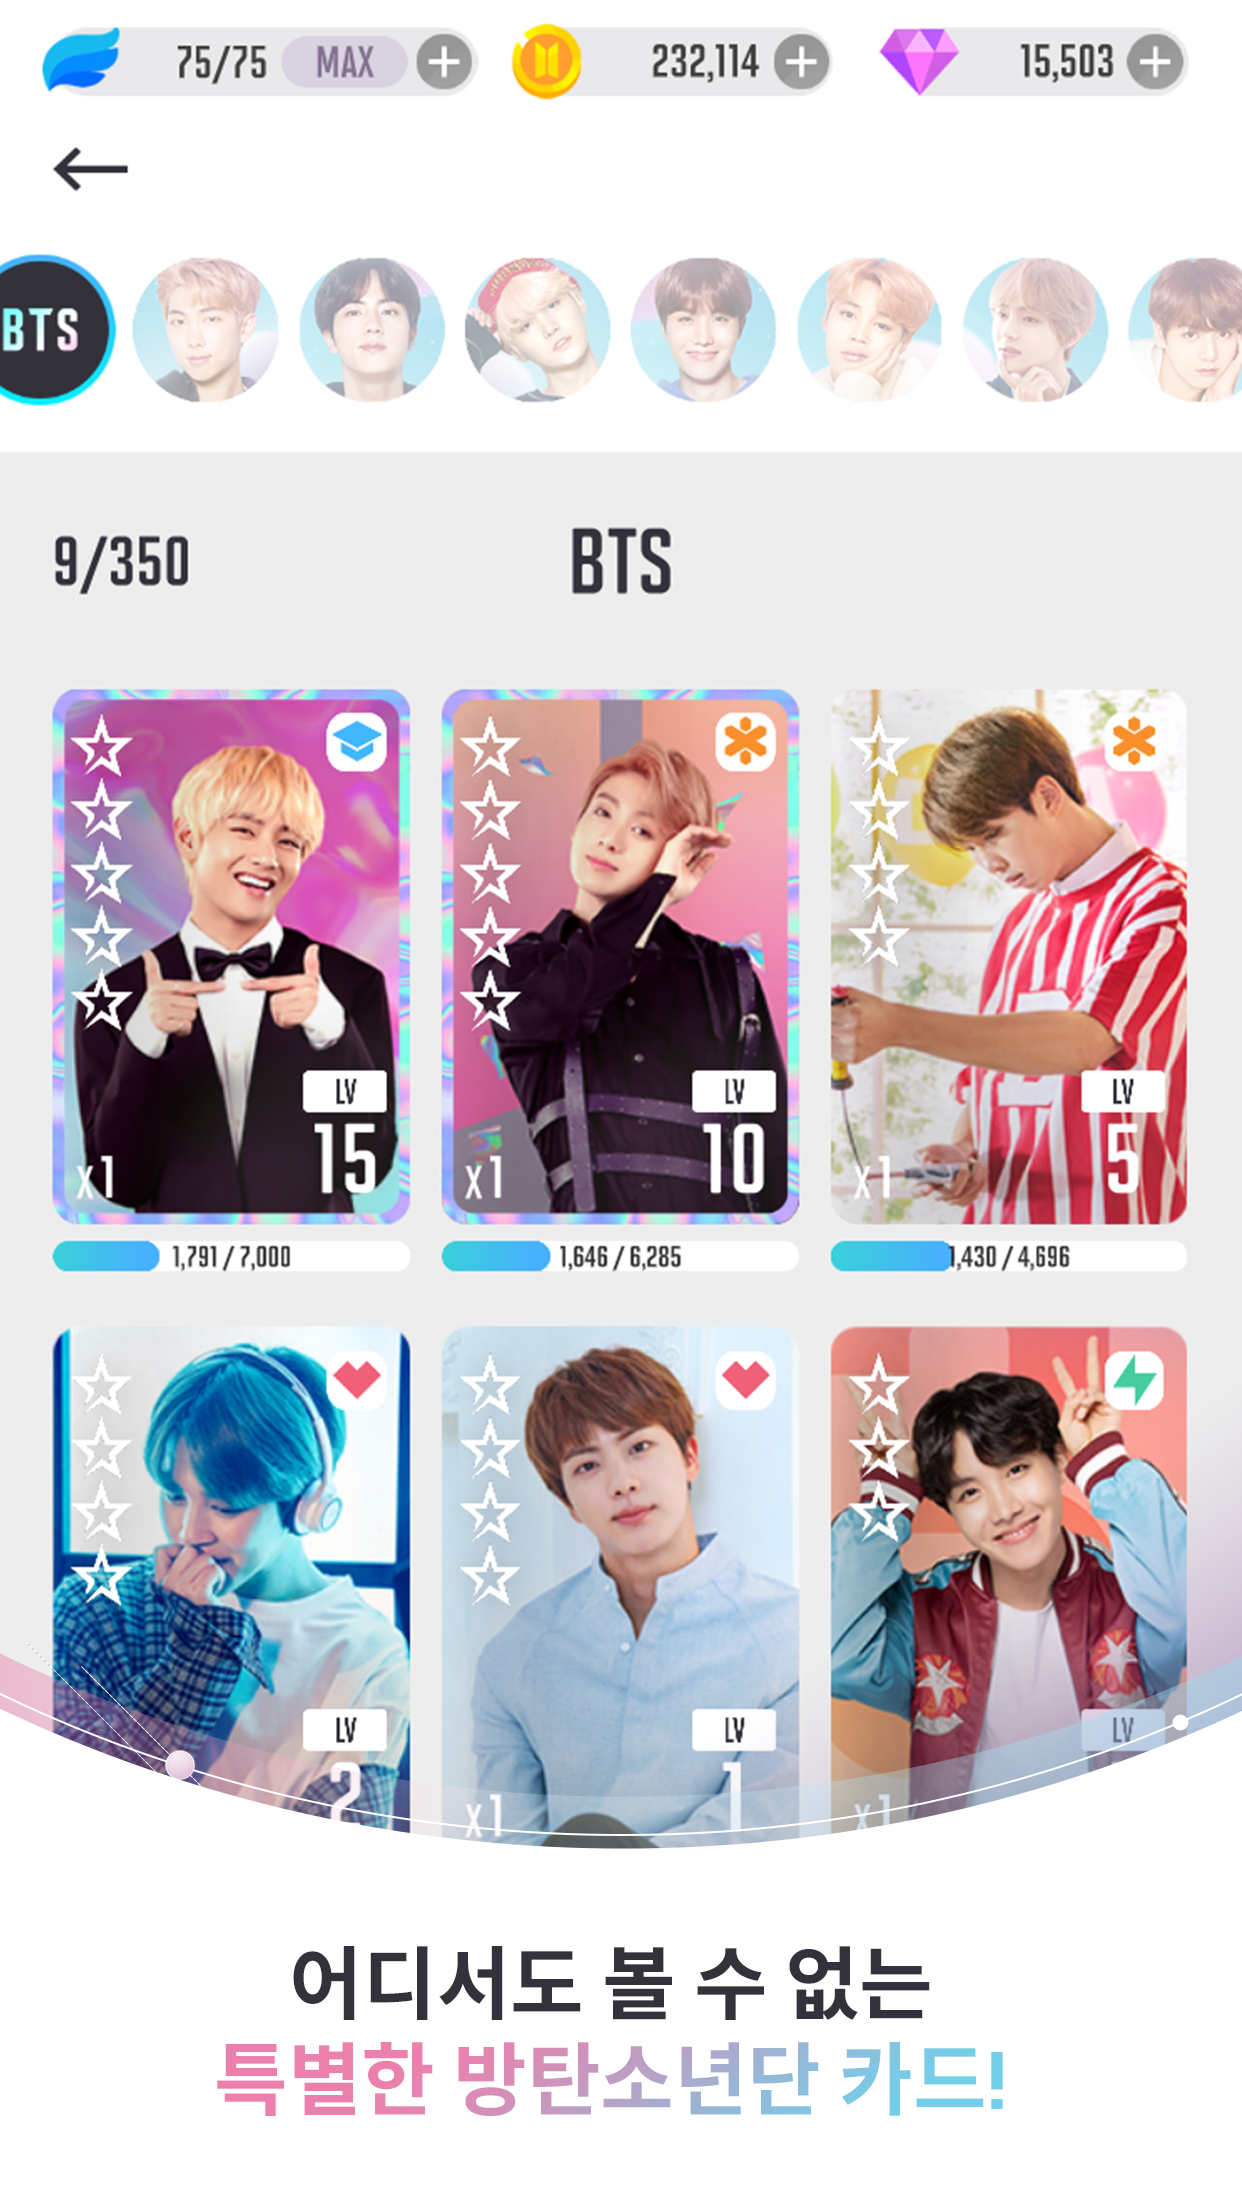 75/75 MAX 232,114 15,503
BTS
9/350 BTS
LV LV LV
x1 15 x1 10 x1 5
1,791 / 7,000 1,646 / 6,285 1,430 / 4,696
LV LV LV
2 x1 1 x1
어디서도 볼 수 없는
특별한 방탄소년단 카드!